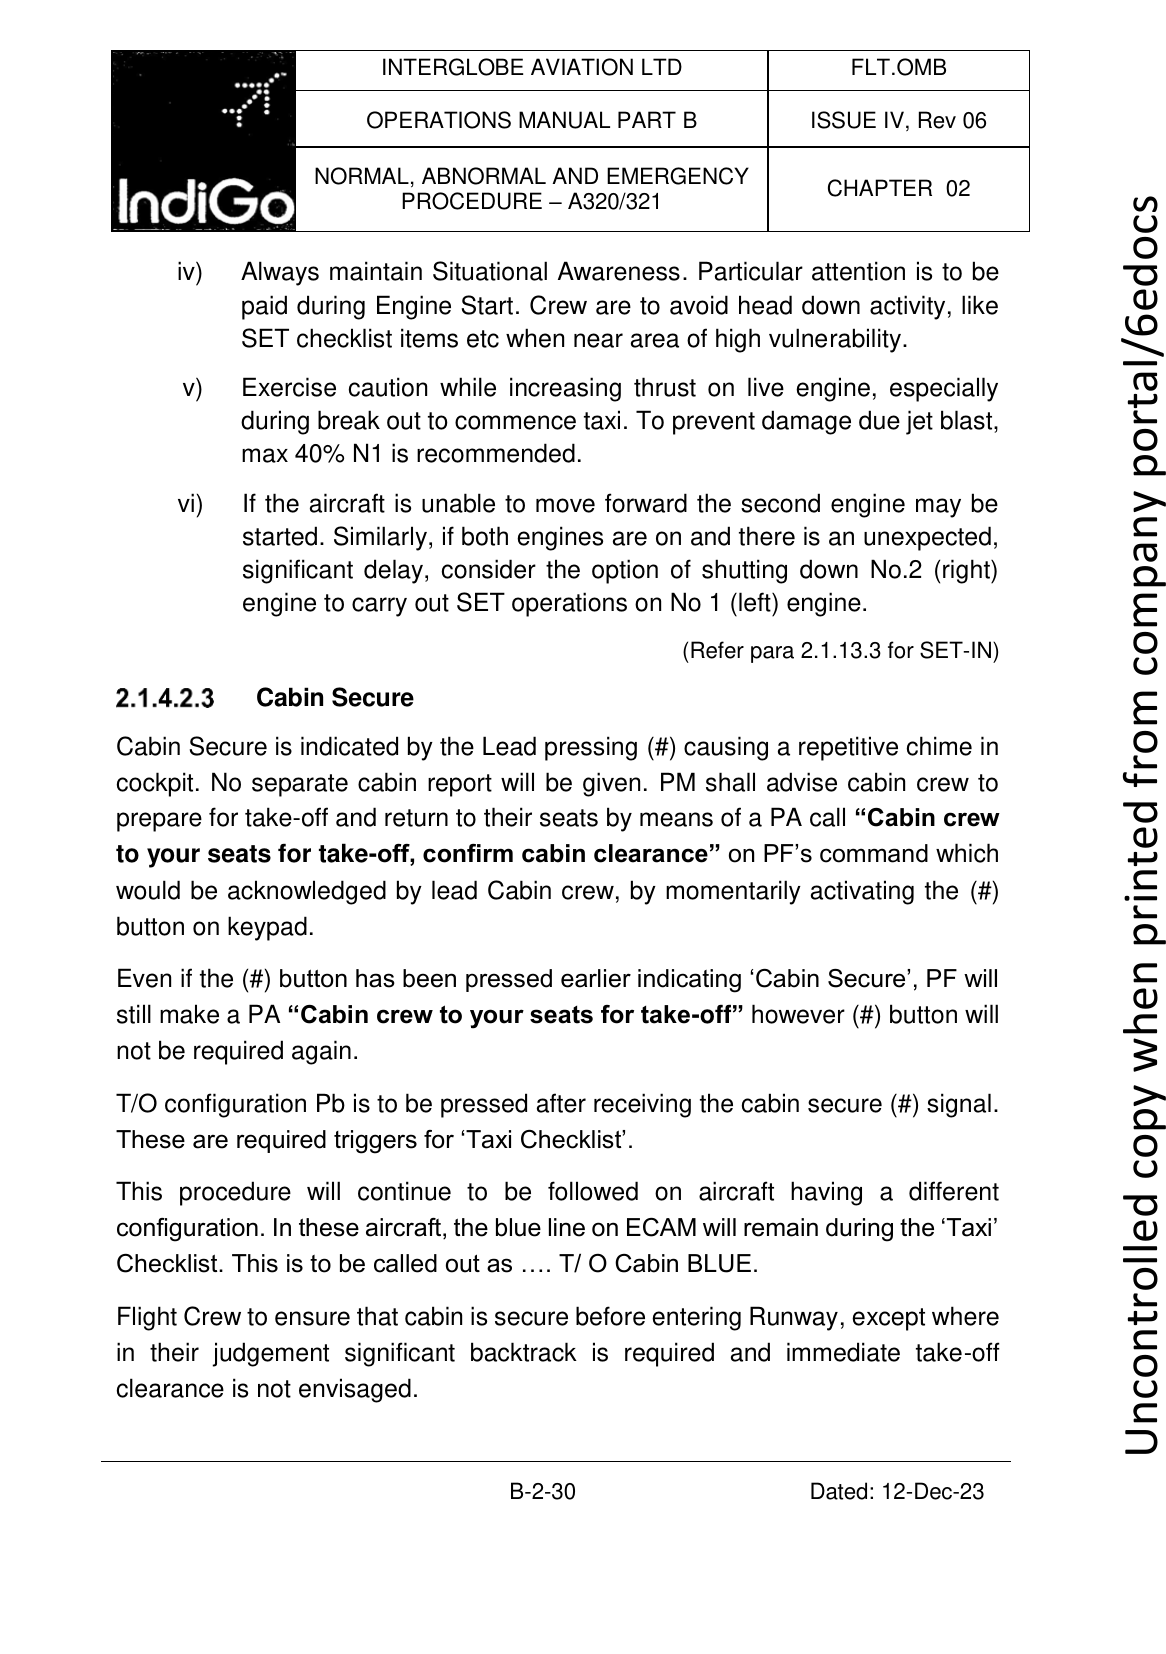 INTERGLOBE AVIATION LTD
FLT.OMB
OPERATIONS MANUAL PART B
ISSUE IV, Rev 06
IndiGo
NORMAL, ABNORMAL AND EMERGENCY
PROCEDURE – A320/321
CHAPTER 02
iv) Always maintain Situational Awareness. Particular attention is to be
paid during Engine Start. Crew are to avoid head down activity, like
SET checklist items etc when near area of high vulnerability.
v) Exercise caution while increasing thrust on live engine, especially
during break out to commence taxi. To prevent damage due jet blast,
max 40% N1 is recommended.
vi) If the aircraft is unable to move forward the second engine may be
started. Similarly, if both engines are on and there is an unexpected,
significant delay, consider the option of shutting down No.2 (right)
engine to carry out SET operations on No 1 (left) engine.
(Refer para 2.1.13.3 for SET-IN)
2.1.4.2.3 Cabin Secure
Cabin Secure is indicated by the Lead pressing (#) causing a repetitive chime in
cockpit. No separate cabin report will be given. PM shall advise cabin crew to
prepare for take-off and return to their seats by means of a PA call “Cabin crew
to your seats for take-off, confirm cabin clearance” on PF’s command which
would be acknowledged by lead Cabin crew, by momentarily activating the (#)
button on keypad.
Even if the (#) button has been pressed earlier indicating ‘Cabin Secure’, PF will
still make a PA “Cabin crew to your seats for take-off” however (#) button will
not be required again.
T/O configuration Pb is to be pressed after receiving the cabin secure (#) signal.
These are required triggers for ‘Taxi Checklist’.
This procedure will continue to be followed on aircraft having a different
configuration. In these aircraft, the blue line on ECAM will remain during the ‘Taxi’
Checklist. This is to be called out as …. T/ O Cabin BLUE.
Flight Crew to ensure that cabin is secure before entering Runway, except where
in their judgement significant backtrack is required and immediate take-off
clearance is not envisaged.
B-2-30
Dated: 12-Dec-23
Uncontrolled copy when printed from company portal/6edocs